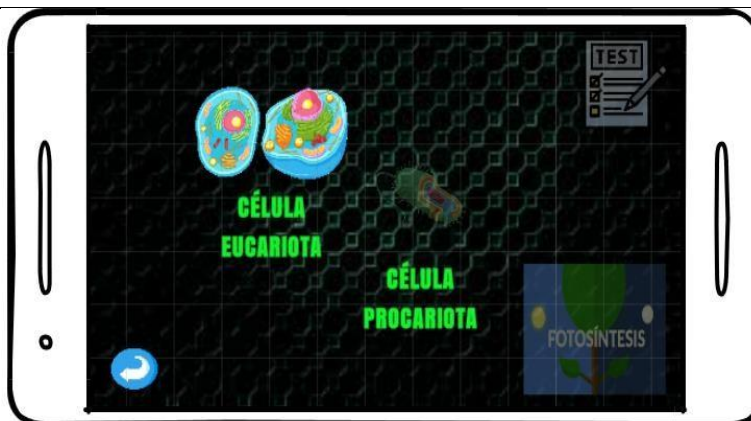 TEST
CÉLULA
EUCARIOTA
CÉLULA
PROCARIOTA
FOTOSÍNTESIS